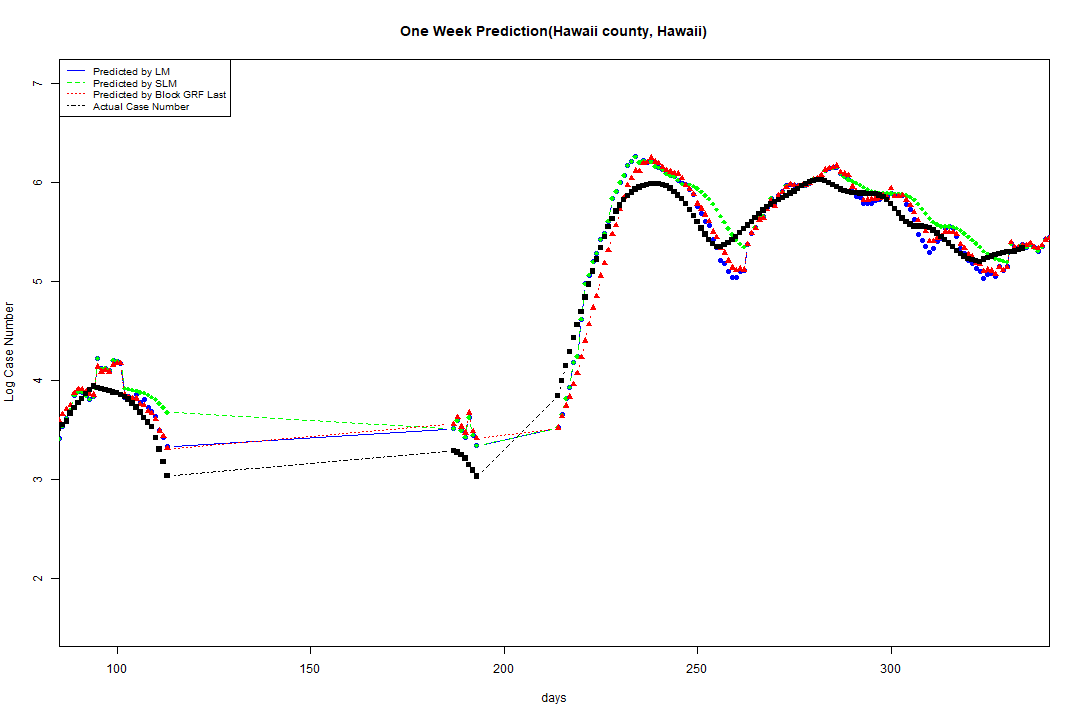 One Week Prediction(Hawaii county, Hawaii)
Predicted by LM
Predicted by SLM
Predicted by Block GRF Last
Actual Case Number
7
6
5
4
3
2
Log Case Number
100 150 200 250 300
days